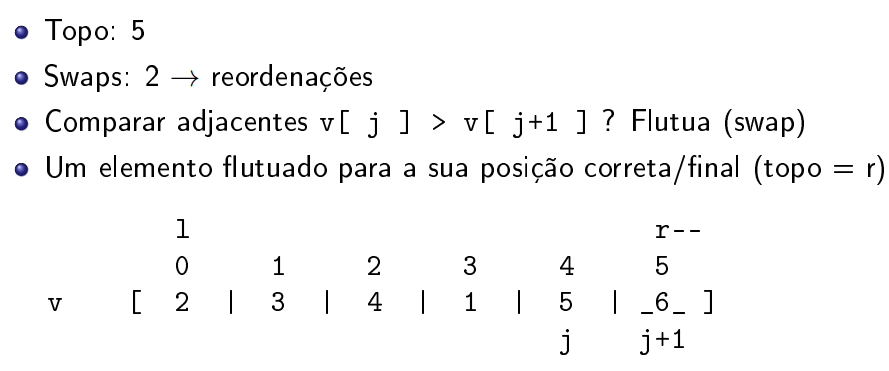 Topo: 5
Swaps: 2 → reordenações
Comparar adjacentes v[ j ] > v[ j+1 ] ? Flutua (swap)
Um elemento flutuado para a sua posição correta/final (topo = r)
l r--
0 1 2 3 4 5
v [ 2 | 3 | 4 | 1 | 5 | _6_ ]
j j+1